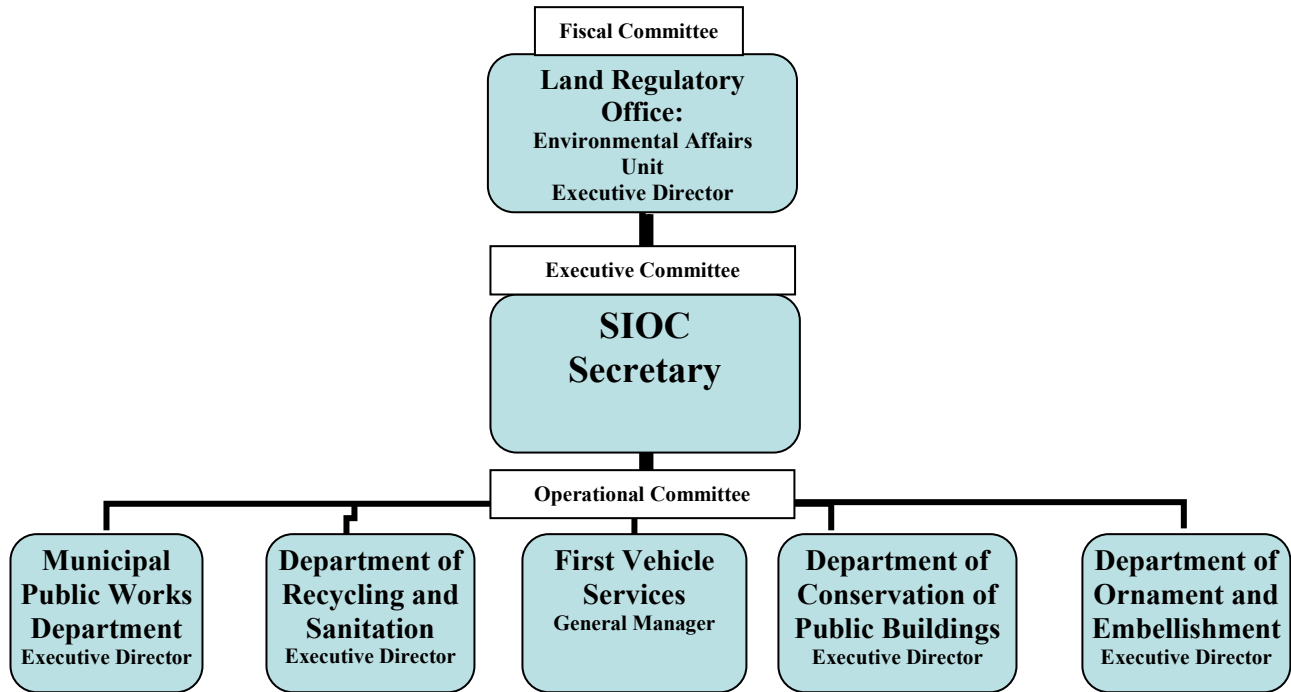 Fiscal Committee
Land Regulatory
Office:
Environmental Affairs
Unit
Executive Director
Executive Committee
SIOC
Secretary
Operational Committee
Municipal
Public Works
Department
Executive Director
Department of
Recycling and
Sanitation
Executive Director
First Vehicle
Services
General Manager
Department of
Conservation of
Public Buildings
Executive Director
Department of
Ornament and
Embellishment
Executive Director